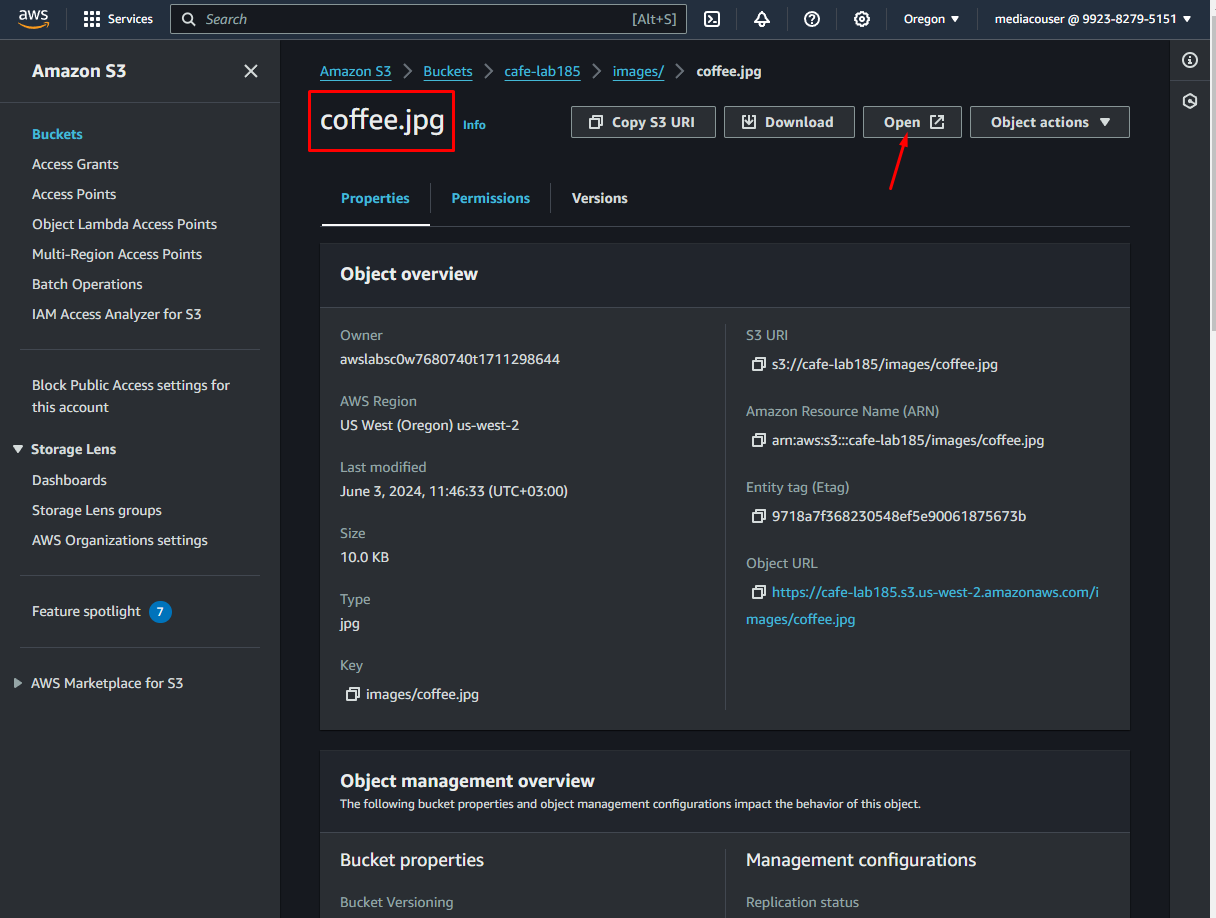 aws
Services
Search
[Alt+S]
Oregon
mediacouser @ 9923-8279-5151
Amazon S3
Buckets
Access Grants
Access Points
Object Lambda Access Points
Multi-Region Access Points
Batch Operations
IAM Access Analyzer for S3
Block Public Access settings for
this account
Storage Lens
Dashboards
Storage Lens groups
AWS Organizations settings
Feature spotlight 7
AWS Marketplace for S3
Amazon S3 > Buckets > cafe-lab185 > images/ > coffee.jpg
coffee.jpg Info
Copy S3 URI
Download
Open
Object actions
Properties
Permissions
Versions
Object overview
Owner
awslabsc0w7680740t1711298644
AWS Region
US West (Oregon) us-west-2
Last modified
June 3, 2024, 11:46:33 (UTC+03:00)
Size
10.0 KB
Type
jpg
Key
images/coffee.jpg
S3 URI
s3://cafe-lab185/images/coffee.jpg
Amazon Resource Name (ARN)
arn:aws:s3:::cafe-lab185/images/coffee.jpg
Entity tag (Etag)
9718a7f368230548ef5e90061875673b
Object URL
https://cafe-lab185.s3.us-west-2.amazonaws.com/i
mages/coffee.jpg
Object management overview
The following bucket properties and object management configurations impact the behavior of this object.
Bucket properties
Bucket Versioning
Management configurations
Replication status